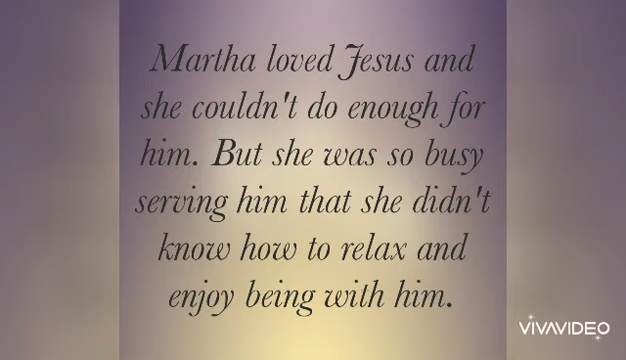 Martha loved Jesus and
she couldn't do enough for
him. But she was so busy
serving him that she didn't
know how to relax and
enjoy being with him.
VIVAVIDEO